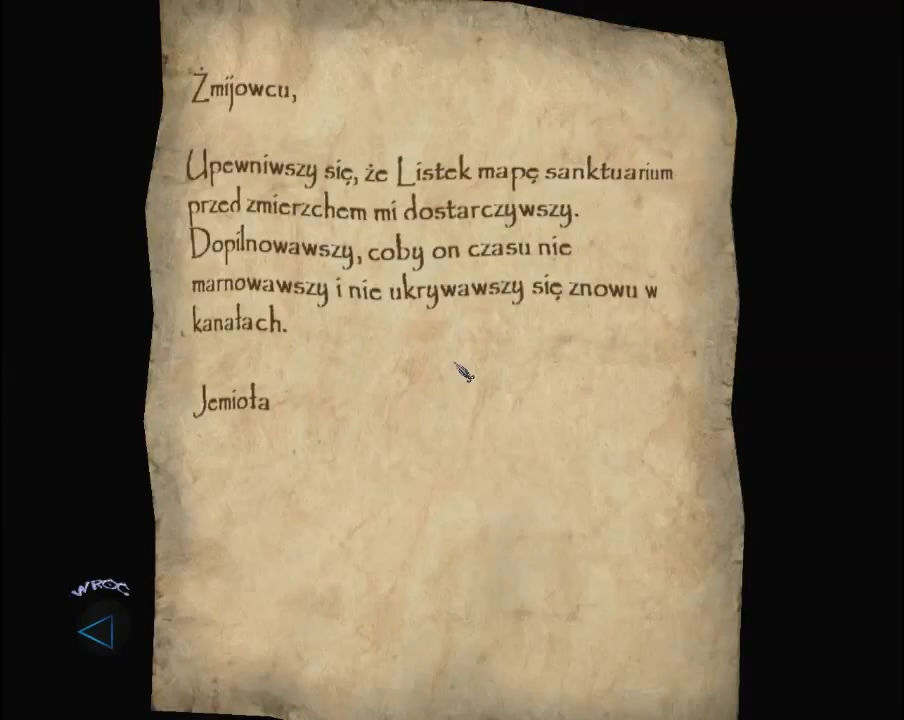 Żmijowcu,
Upewniwszy się, że Listek mapę sanktuarium
przed zmierzchem mi dostarczywszy.
Dopilnowawszy, coby on czasu nie
marnowawszy i nie ukrywawszy się znowu w
kanałach.
Jemioła
WROC